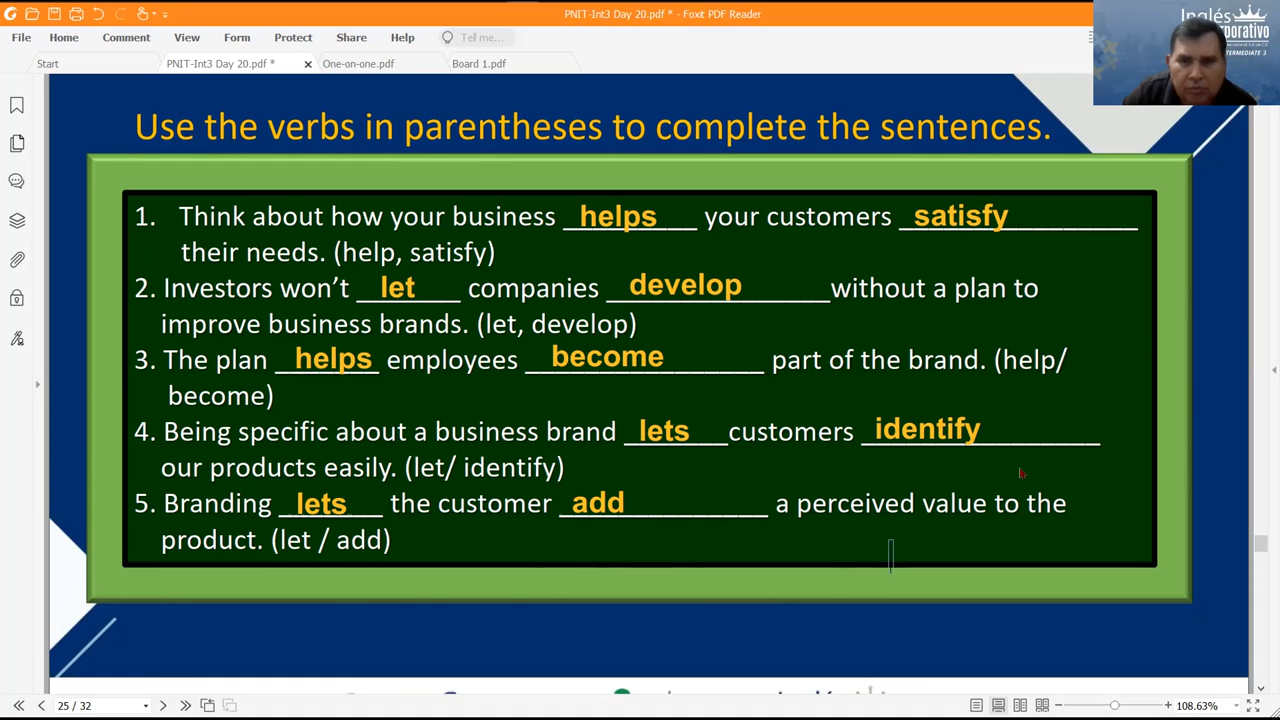 PNIT-Int3 Day 20.pdf * - Foxit PDF Reader
File Home Comment View Form Protect Share Help Tell me...
Start PNIT-Int3 Day 20.pdf * One-on-one.pdf Board 1.pdf
Inglés
Use the verbs in parentheses to complete the sentences.
1. Think about how your business helps your customers satisfy
their needs. (help, satisfy)
2. Investors won't let companies develop without a plan to
improve business brands. (let, develop)
3. The plan helps employees become part of the brand. (help/
become)
4. Being specific about a business brand lets customers identify
our products easily. (let/ identify)
5. Branding lets the customer add a perceived value to the
product. (let / add)
25 / 32
108.63%